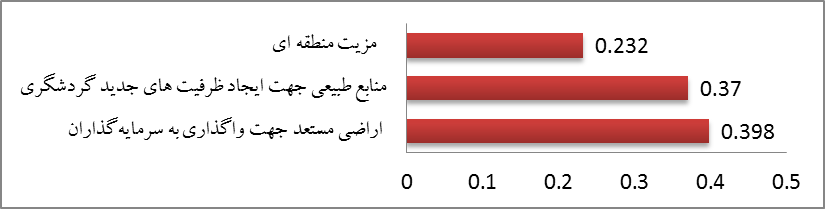 مزیت منطقه ای
0.232
منابع طبیعی جهت ایجاد ظرفیت های جدید گردشگری
0.37
اراضی مستعد جهت واگذاری به سرمایه‌گذاران
0.398
0 0.1 0.2 0.3 0.4 0.5